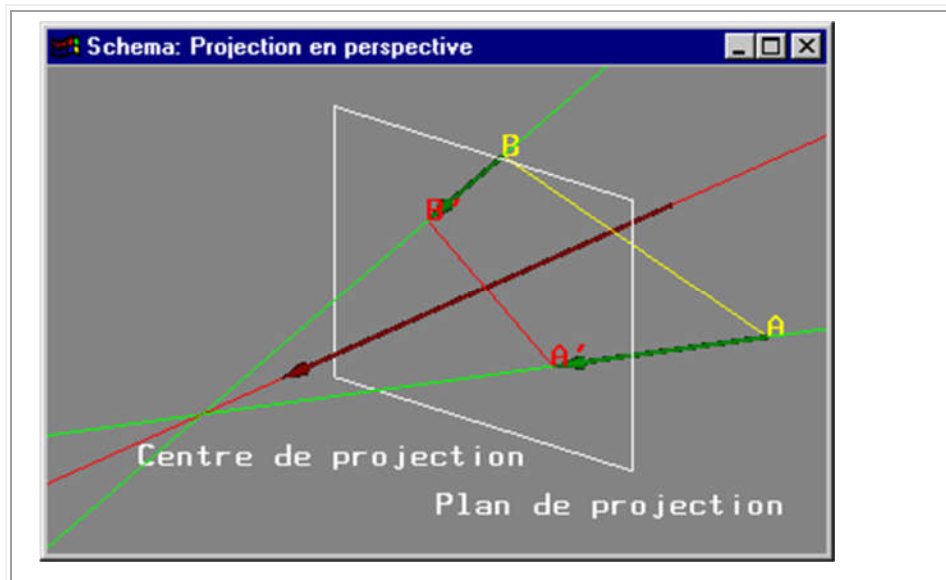 Schema: Projection en perspective
B
B'
A
A'
Centre de projection
Plan de projection